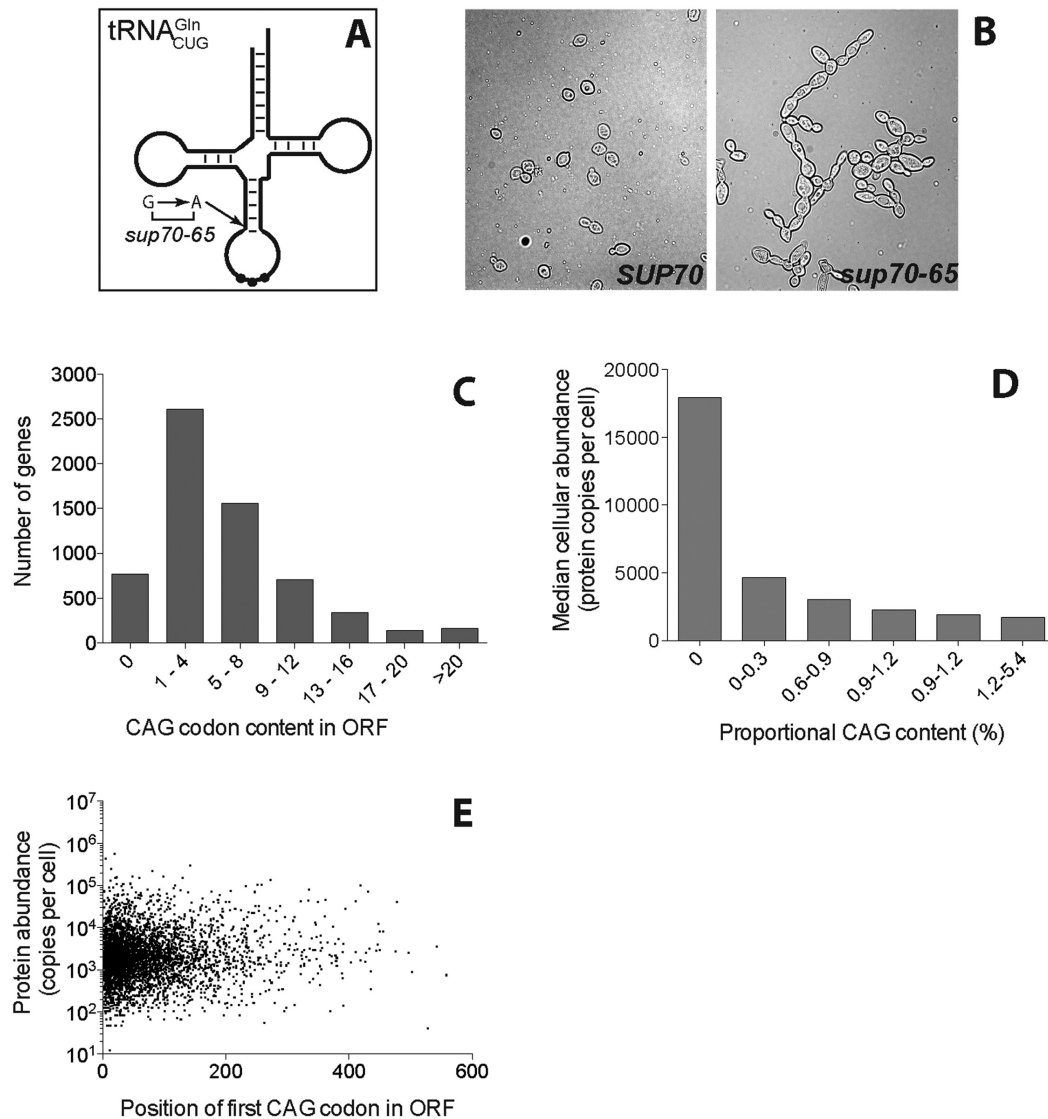 tRNA Gln CUG
A
G → A
sup70-65
B
SUP70
sup70-65
C
Number of genes
3000
2500
2000
1500
1000
500
0
0
1 - 4
5 - 8
9 - 12
13 - 16
17 - 20
>20
CAG codon content in ORF
D
Median cellular abundance
(protein copies per cell)
20000
15000
10000
5000
0
0
0-0.3
0.6-0.9
0.9-1.2
0.9-1.2
1.2-5.4
Proportional CAG content (%)
E
Protein abundance
(copies per cell)
10^7
10^6
10^5
10^4
10^3
10^2
10^1
0
200
400
600
Position of first CAG codon in ORF